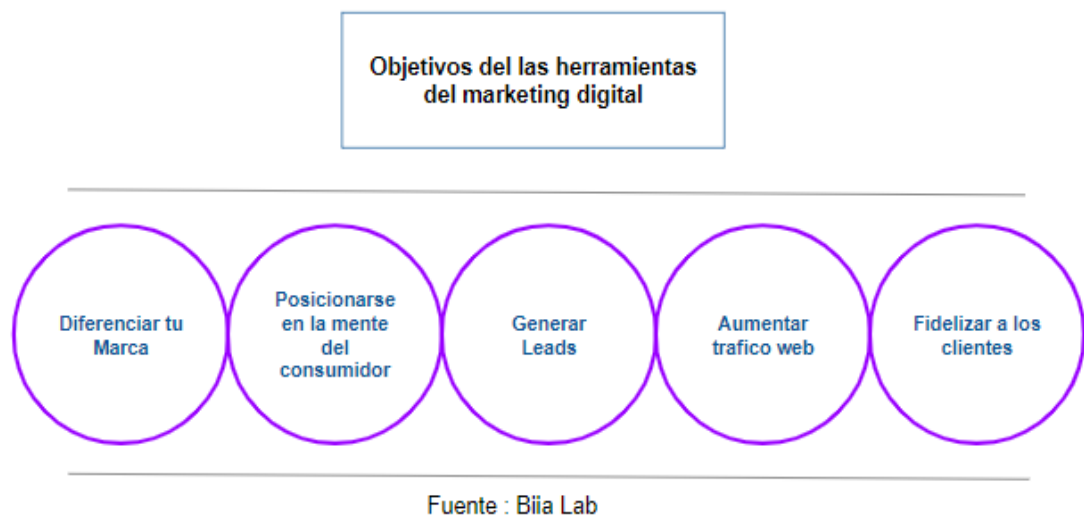 Objetivos del las herramientas
del marketing digital
Diferenciar tu
Marca
Posicionarse
en la mente
del
consumidor
Generar
Leads
Aumentar
trafico web
Fidelizar a los
clientes
Fuente : Biia Lab